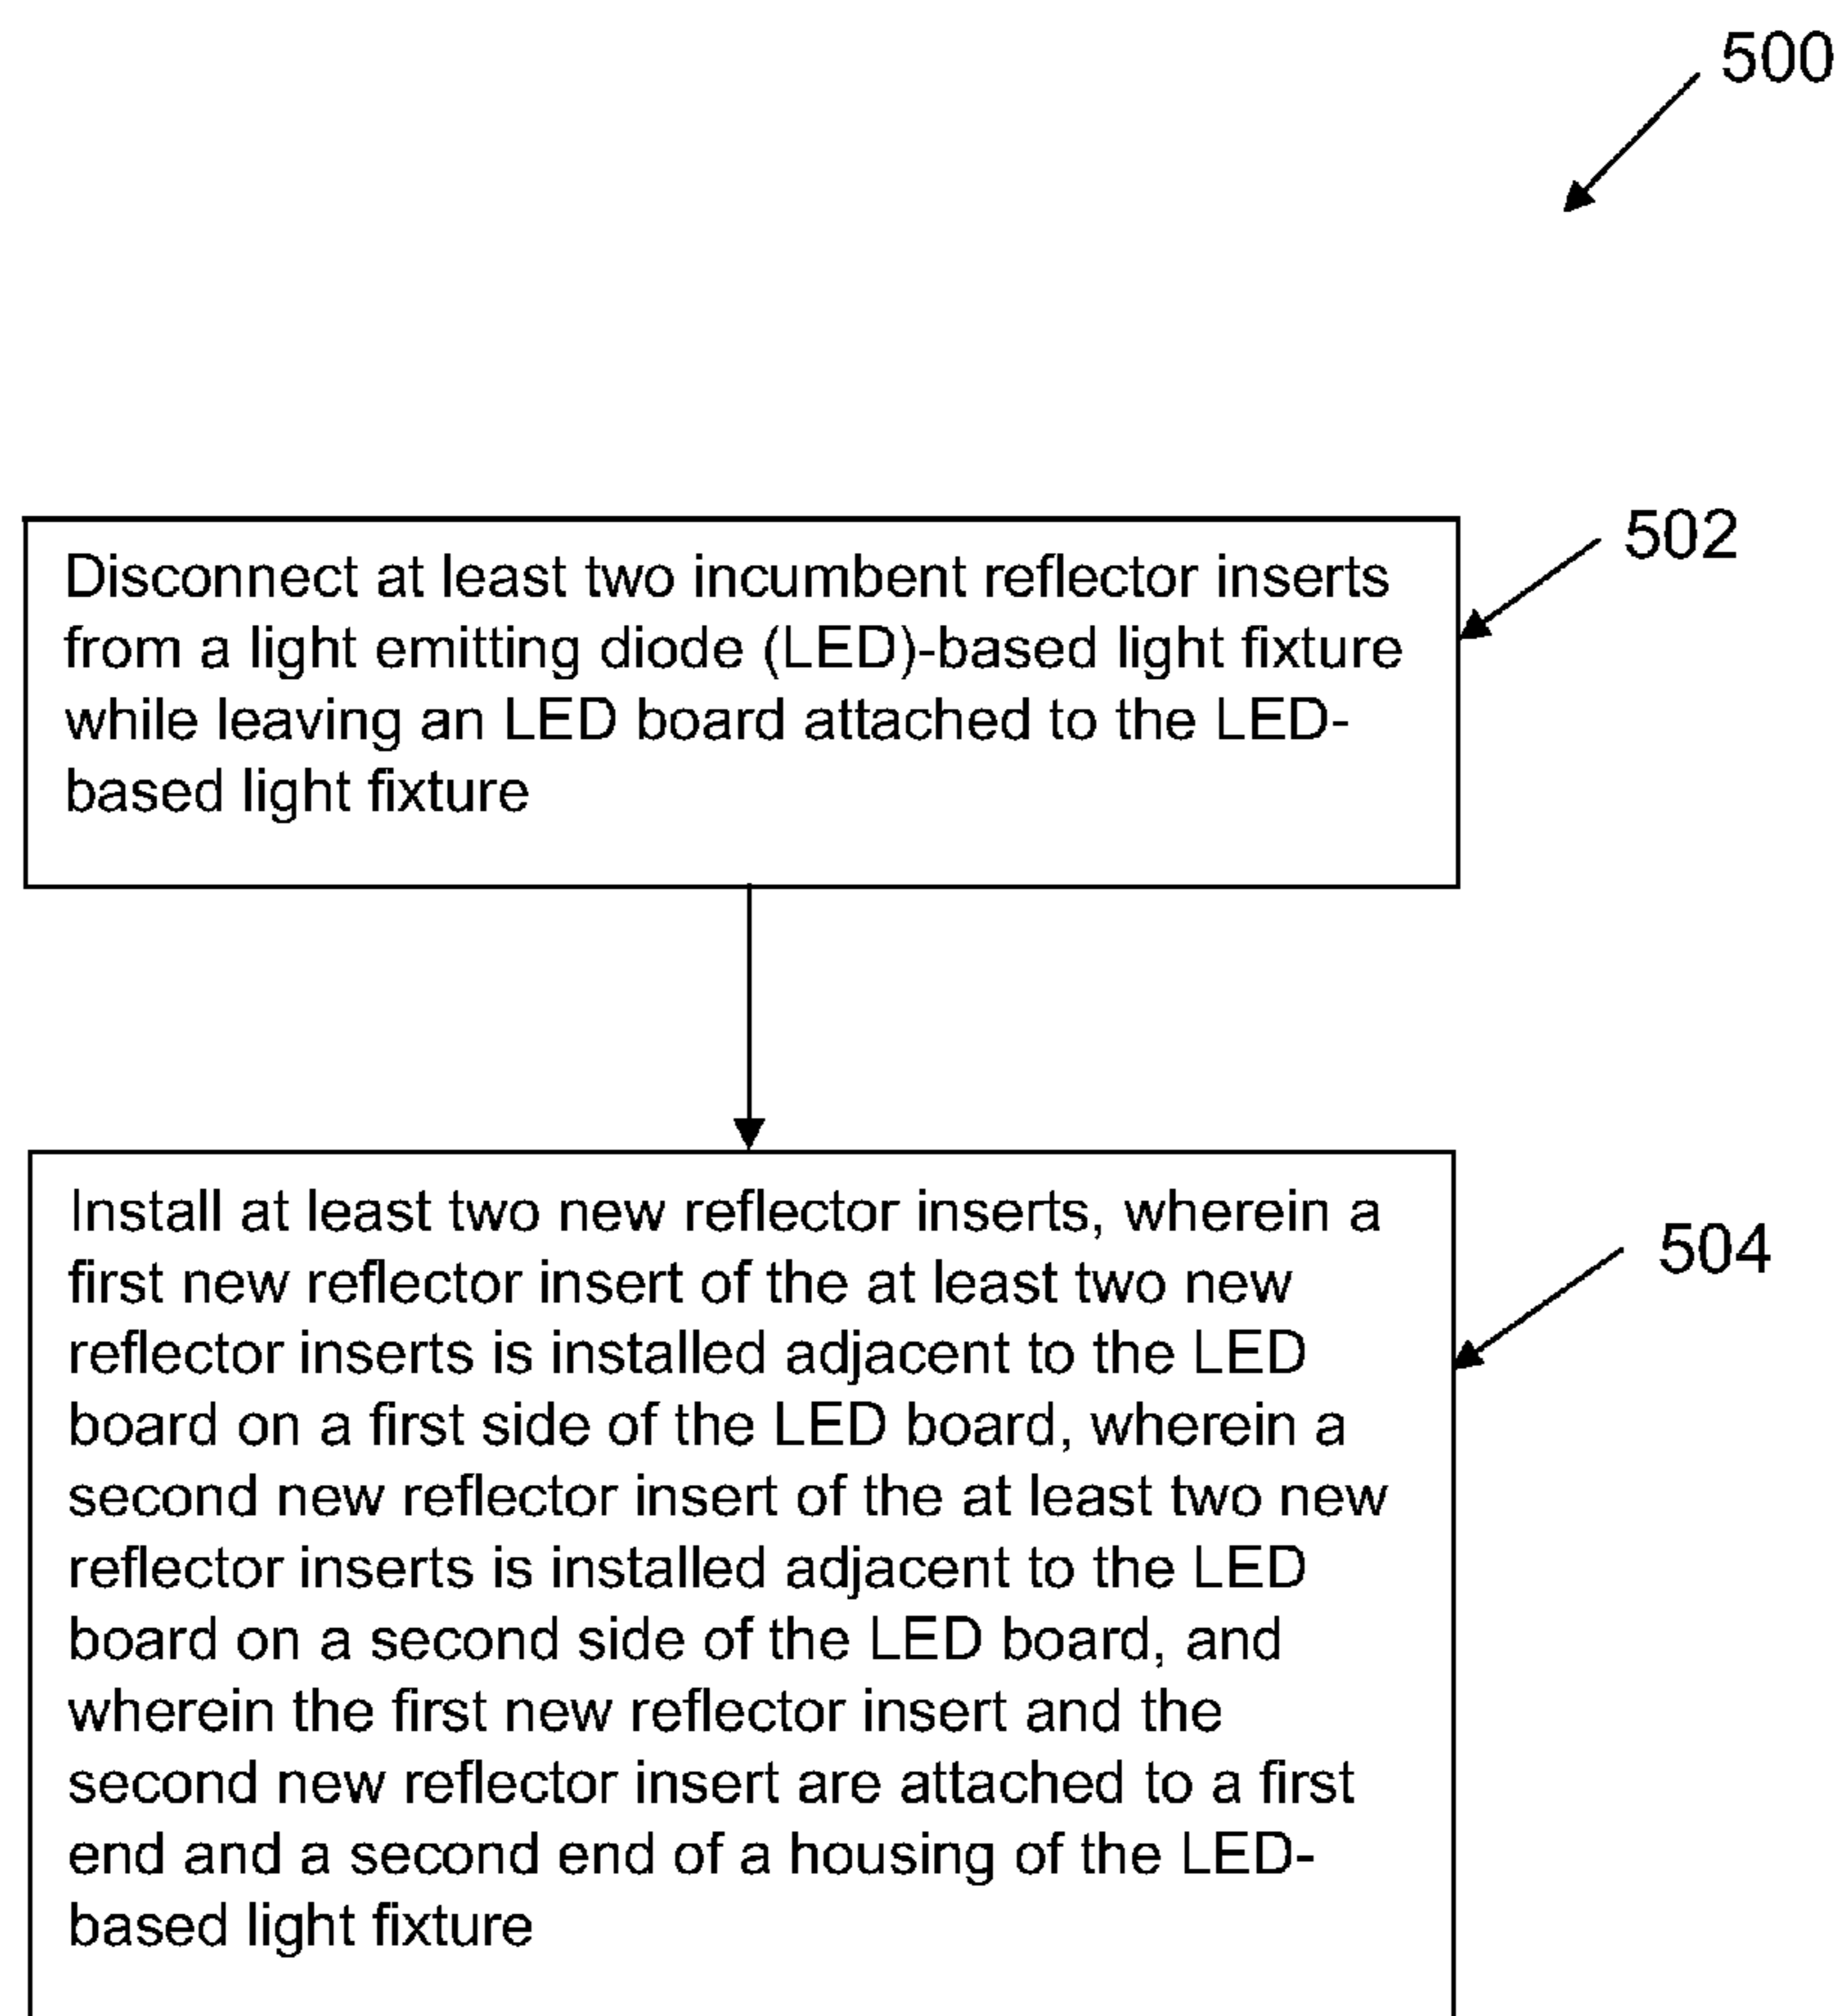 500
502
Disconnect at least two incumbent reflector inserts
from a light emitting diode (LED)-based light fixture
while leaving an LED board attached to the LED-
based light fixture
504
Install at least two new reflector inserts, wherein a
first new reflector insert of the at least two new
reflector inserts is installed adjacent to the LED
board on a first side of the LED board, wherein a
second new reflector insert of the at least two new
reflector inserts is installed adjacent to the LED
board on a second side of the LED board, and
wherein the first new reflector insert and the
second new reflector insert are attached to a first
end and a second end of a housing of the LED-
based light fixture